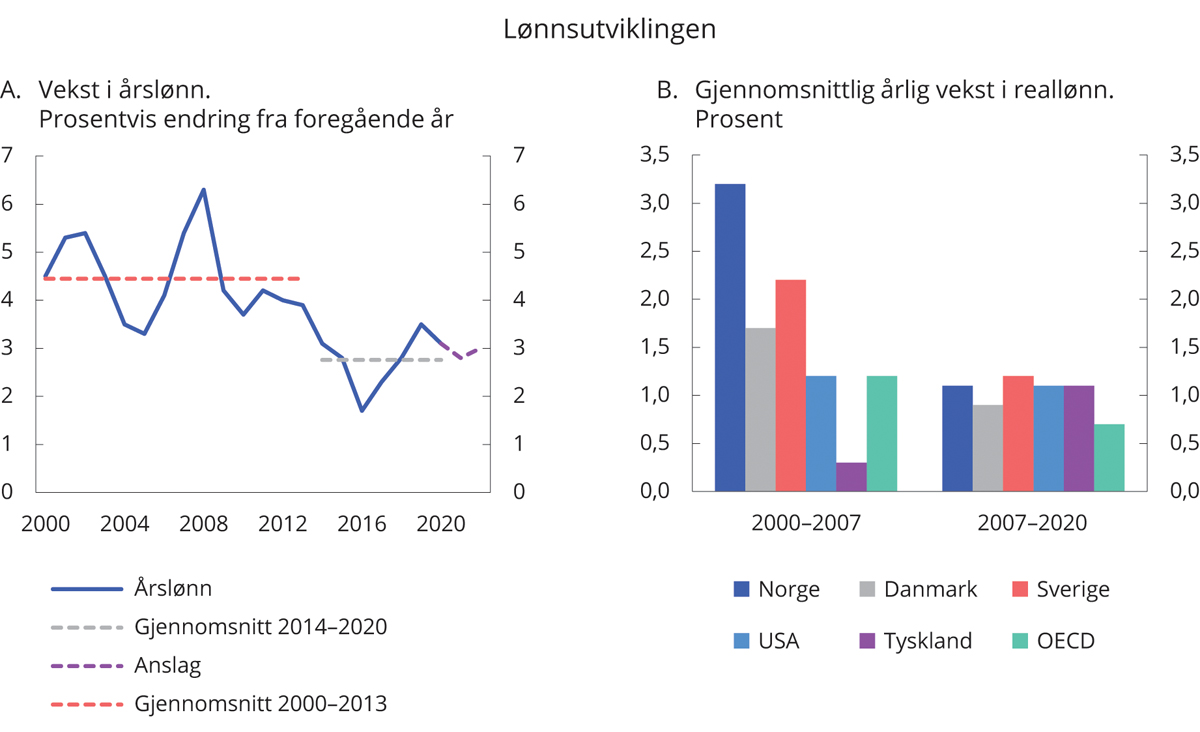 Lønnsutviklingen
A. Vekst i årslønn.
Prosentvis endring fra foregående år
7 7
6 6
5 5
4 4
3 3
2 2
1 1
0 0
2000 2004 2008 2012 2016 2020
Årslønn
Gjennomsnitt 2014–2020
Anslag
Gjennomsnitt 2000–2013
B. Gjennomsnittlig årlig vekst i reallønn.
Prosent
3,5 3,5
3,0 3,0
2,5 2,5
2,0 2,0
1,5 1,5
1,0 1,0
0,5 0,5
0,0 0,0
2000–2007 2007–2020
Norge Danmark Sverige
USA Tyskland OECD